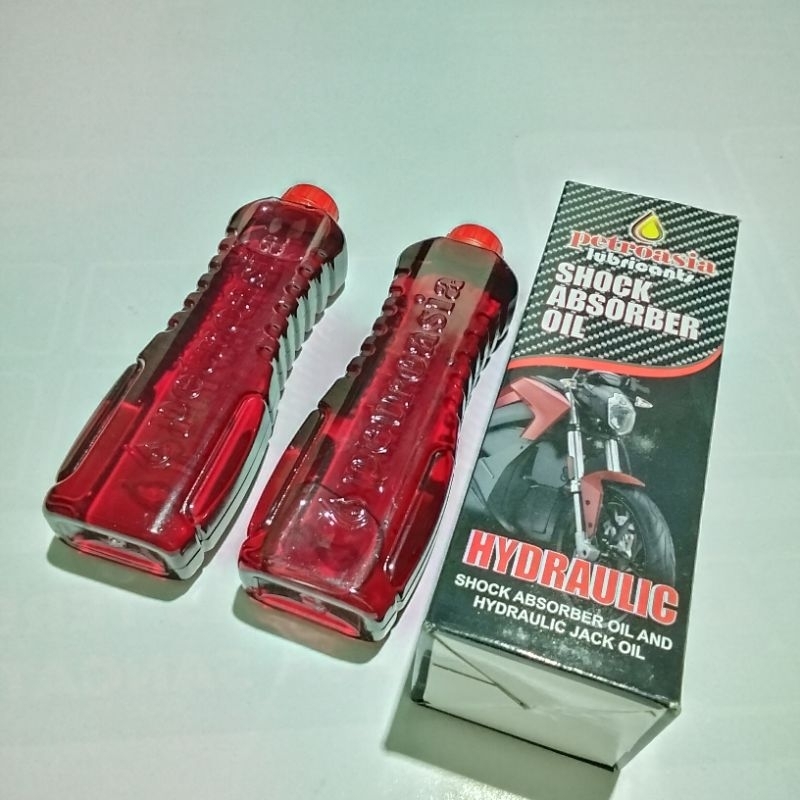 petroasia
petroasia
petroasia
lubricants
SHOCK
ABSORBER
OIL
HYDRAULIC
SHOCK ABSORBER OIL AND
HYDRAULIC JACK OIL